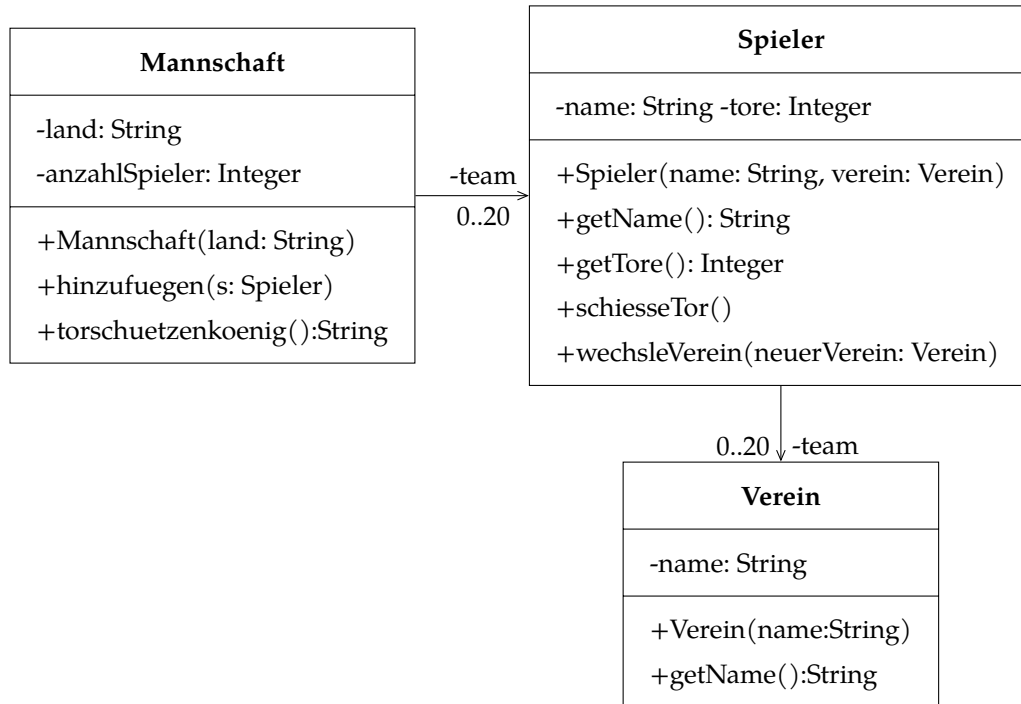 Mannschaft
-land: String
-anzahlSpieler: Integer
+Mannschaft(land: String)
+hinzufuegen(s: Spieler)
+torschuetzenkoenig():String
-team
0..20
Spieler
-name: String -tore: Integer
+Spieler(name: String, verein: Verein)
+getName(): String
+getTore(): Integer
+schiesseTor()
+wechsleVerein(neuerVerein: Verein)
0..20 -team
Verein
-name: String
+Verein(name:String)
+getName():String